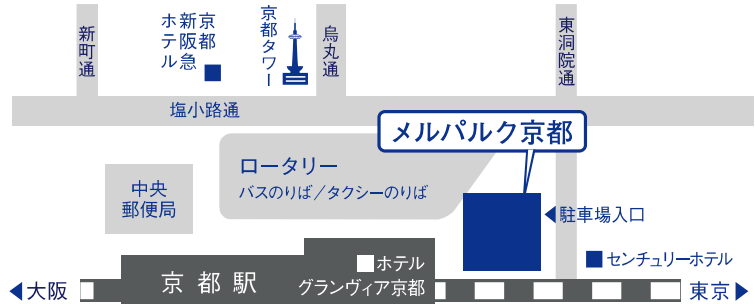 新町通
京都
新阪急
ホテル
京都タワー
烏丸通
東洞院通
塩小路通
メルパルク京都
ロータリー
バスのりば／タクシーのりば
中央
郵便局
駐車場入口
センチュリーホテル
京都駅
ホテル
グランヴィア京都
大阪
東京